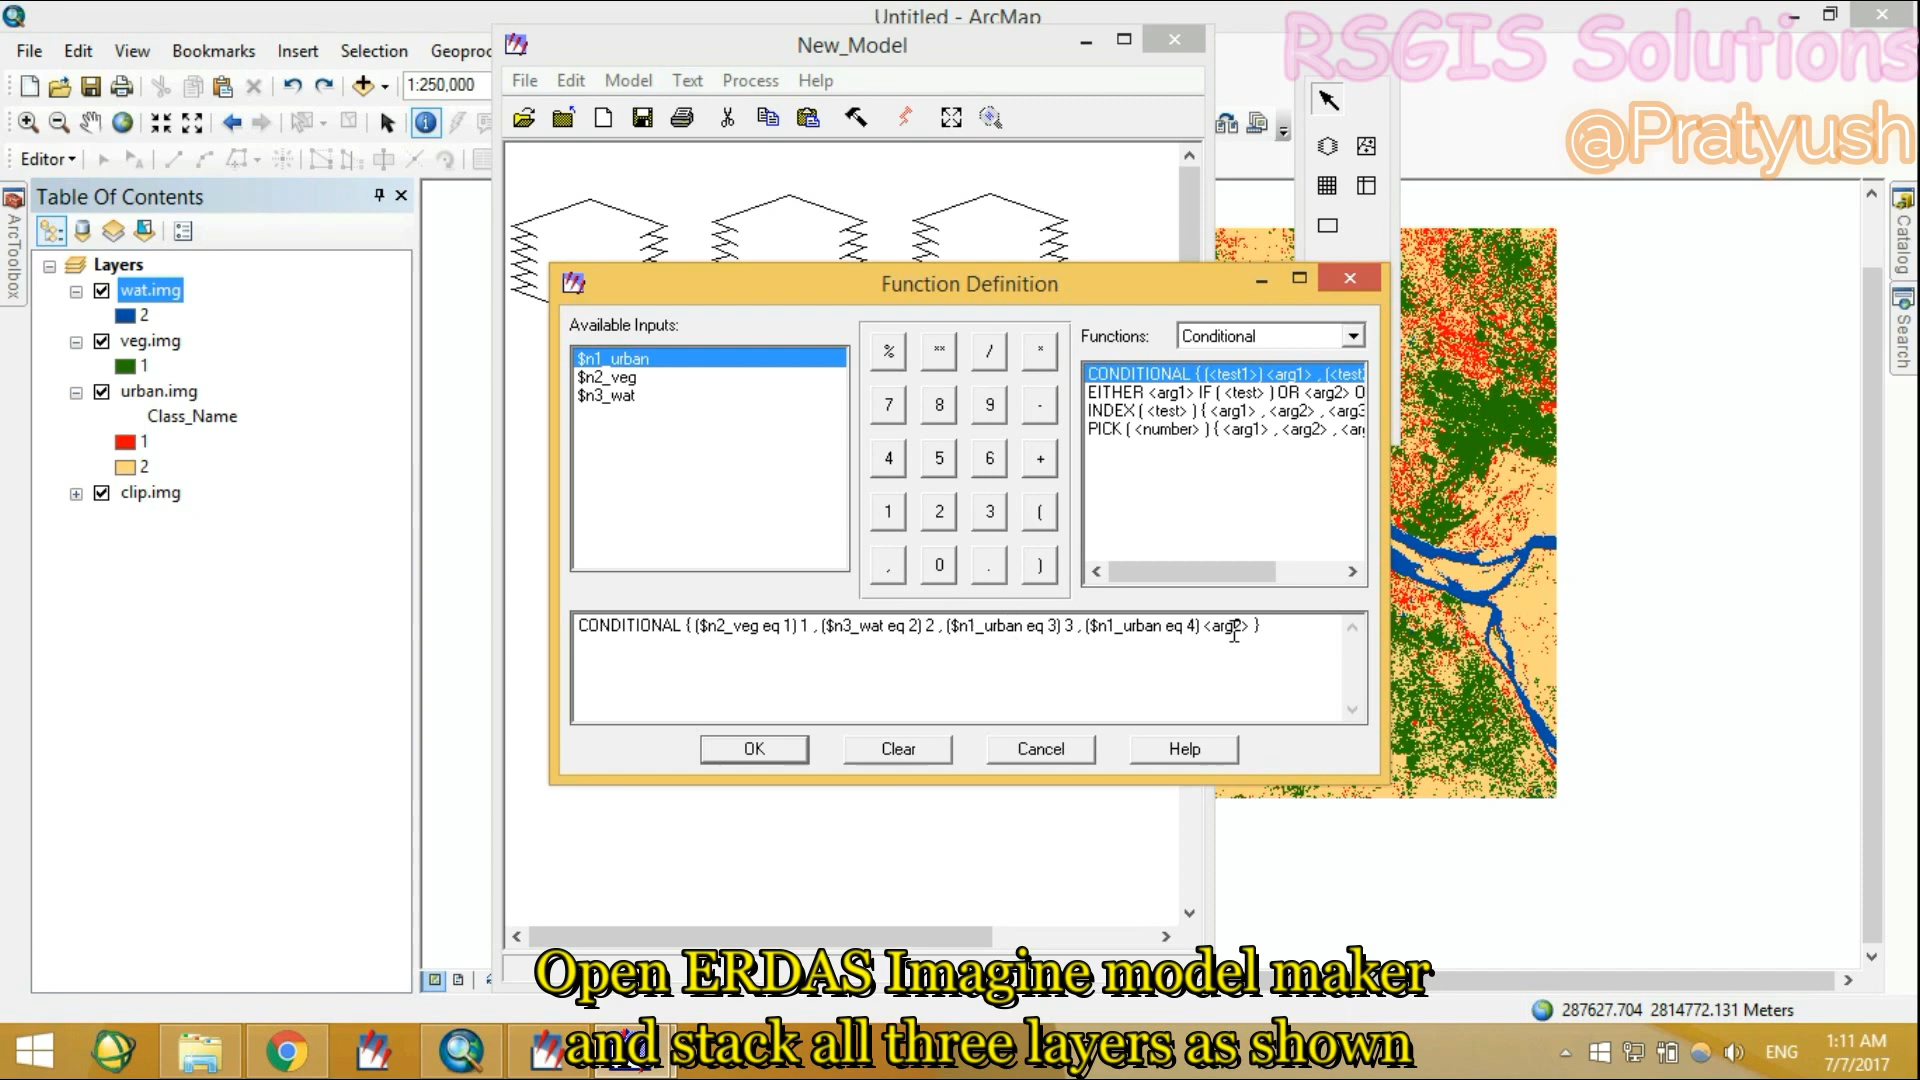 Untitled - ArcMap
RSGIS Solutions
@Pratyush
File Edit View Bookmarks Insert Selection Geoproc
1:250,000
Editor
Table Of Contents
Layers
wat.img
2
veg.img
1
urban.img
Class_Name
1
2
clip.img
ArcToolbox
Catalog
Search
New_Model
File Edit Model Text Process Help
Function Definition
Available Inputs:
$n1_urban
$n2_veg
$n3_wat
% ** / *
7 8 9 -
4 5 6 +
1 2 3 (
, 0 . )
Functions: Conditional
CONDITIONAL { (<test1>) <arg1> , (<test
EITHER <arg1> IF ( <test> ) OR <arg2> O
INDEX ( <test> ) { <arg1> , <arg2> , <arg3
PICK ( <number> ) { <arg1> , <arg2> , <ar
CONDITIONAL { ($n2_veg eq 1) 1 , ($n3_wat eq 2) 2 , ($n1_urban eq 3) 3 , ($n1_urban eq 4) <arg2> }
OK Clear Cancel Help
Open ERDAS Imagine model maker
and stack all three layers as shown
287627.704 2814772.131 Meters
ENG
1:11 AM
7/7/2017